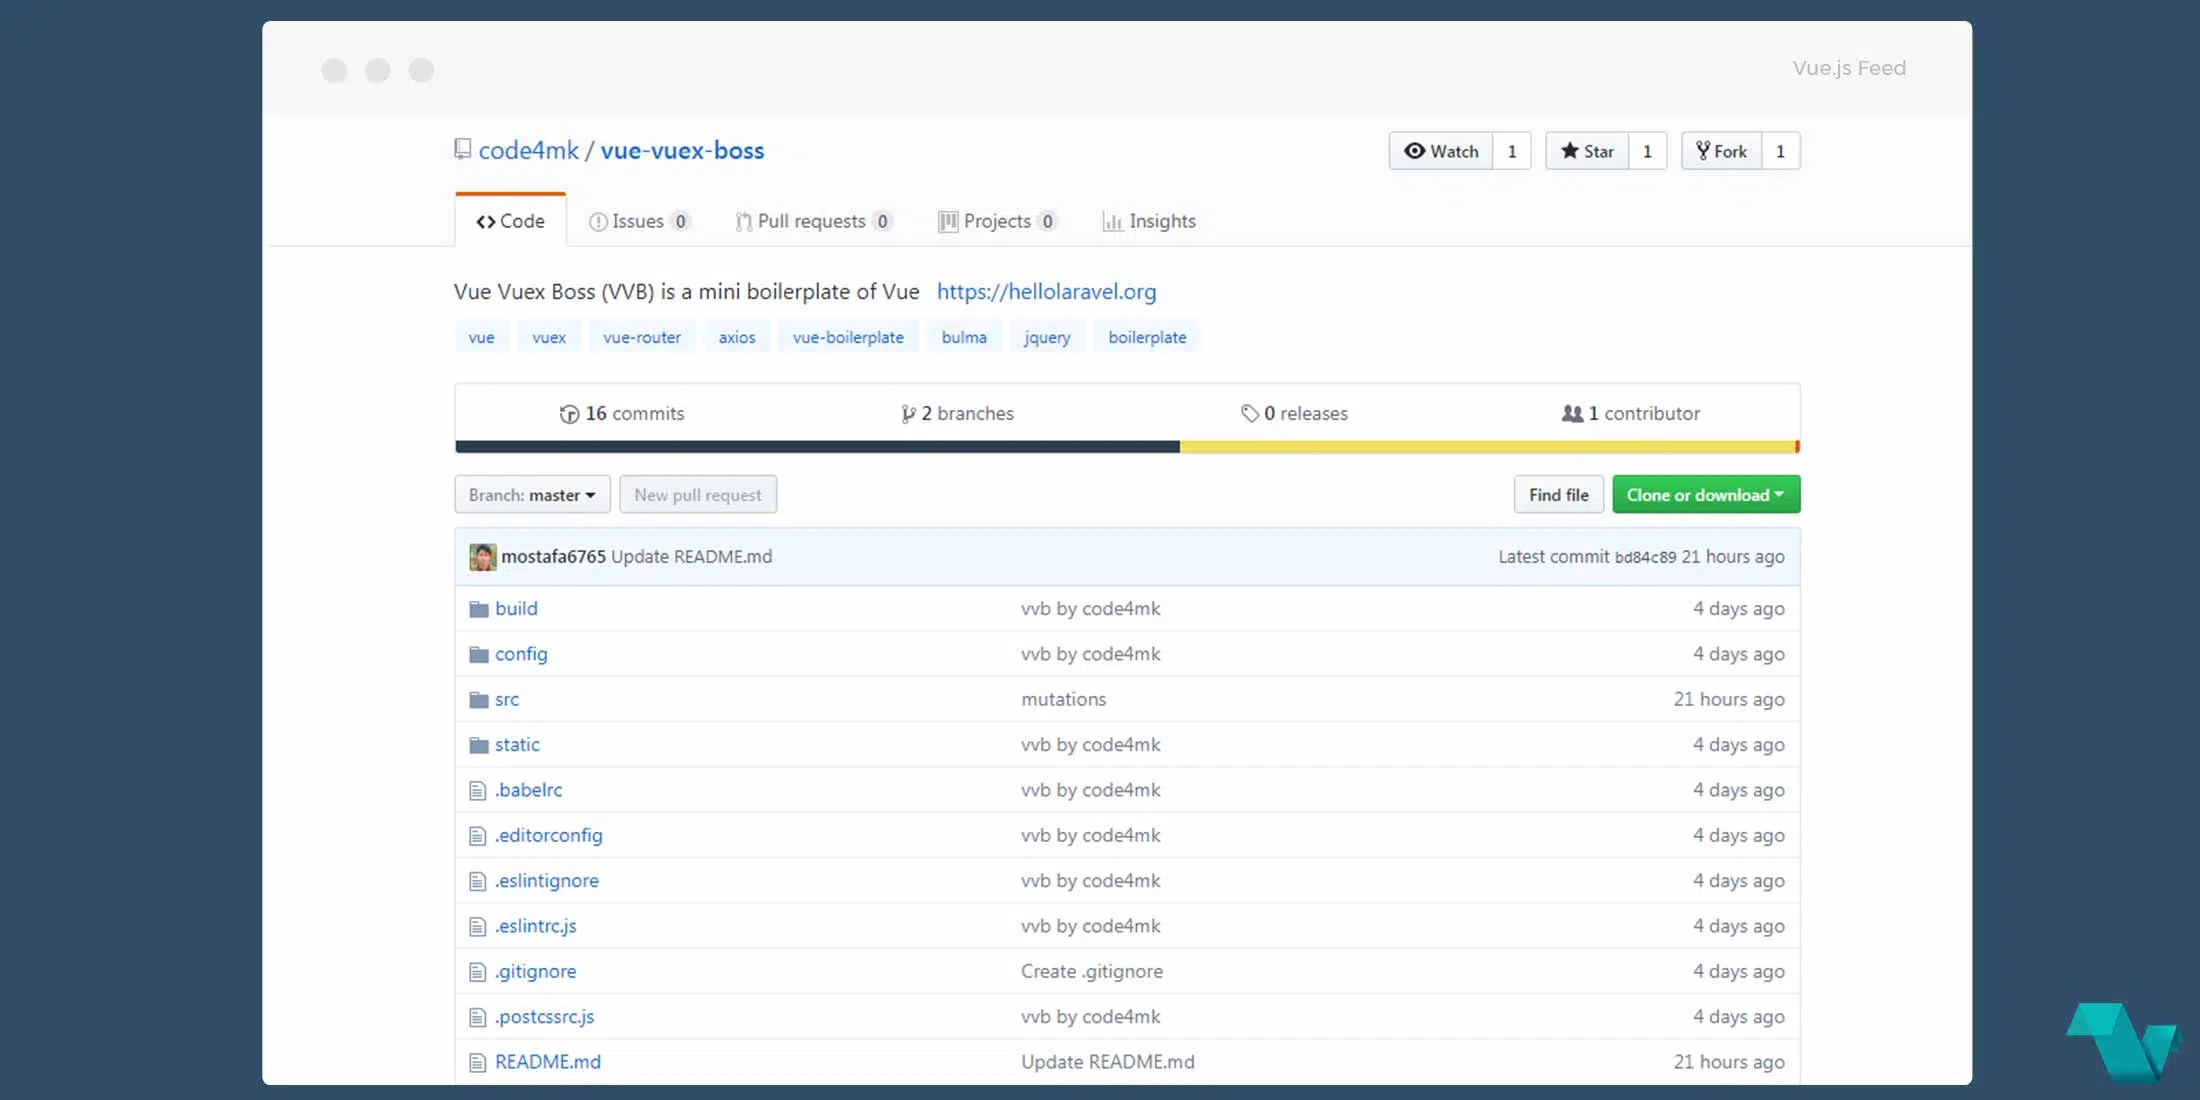 Vue.js Feed
code4mk / vue-vuex-boss
Watch 1 Star 1 Fork 1
Code Issues 0 Pull requests 0 Projects 0 Insights
Vue Vuex Boss (VVB) is a mini boilerplate of Vue https://hellolaravel.org
vue vuex vue-router axios vue-boilerplate bulma jquery boilerplate
16 commits 2 branches 0 releases 1 contributor
Branch: master New pull request Find file Clone or download
mostafa6765 Update README.md Latest commit bd84c89 21 hours ago
build vvb by code4mk 4 days ago
config vvb by code4mk 4 days ago
src mutations 21 hours ago
static vvb by code4mk 4 days ago
.babelrc vvb by code4mk 4 days ago
.editorconfig vvb by code4mk 4 days ago
.eslintignore vvb by code4mk 4 days ago
.eslintrc.js vvb by code4mk 4 days ago
.gitignore Create .gitignore 4 days ago
.postcssrc.js vvb by code4mk 4 days ago
README.md Update README.md 21 hours ago